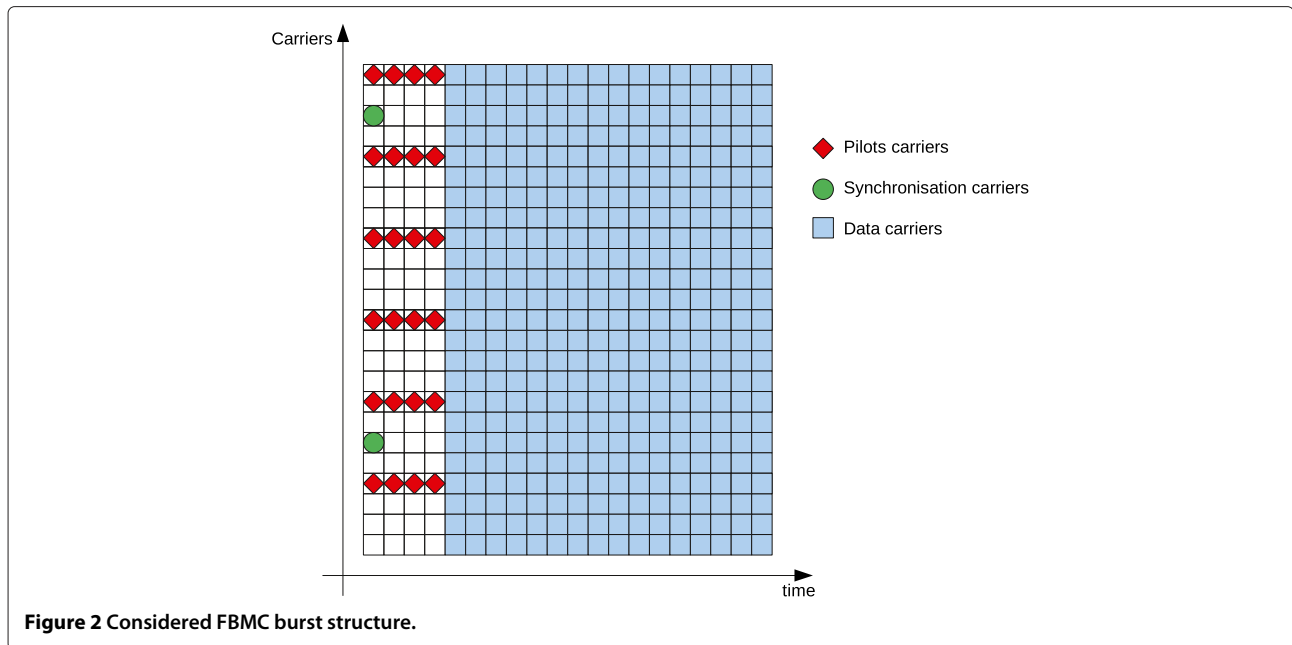 Carriers
Pilots carriers
Synchronisation carriers
Data carriers
time
Figure 2 Considered FBMC burst structure.